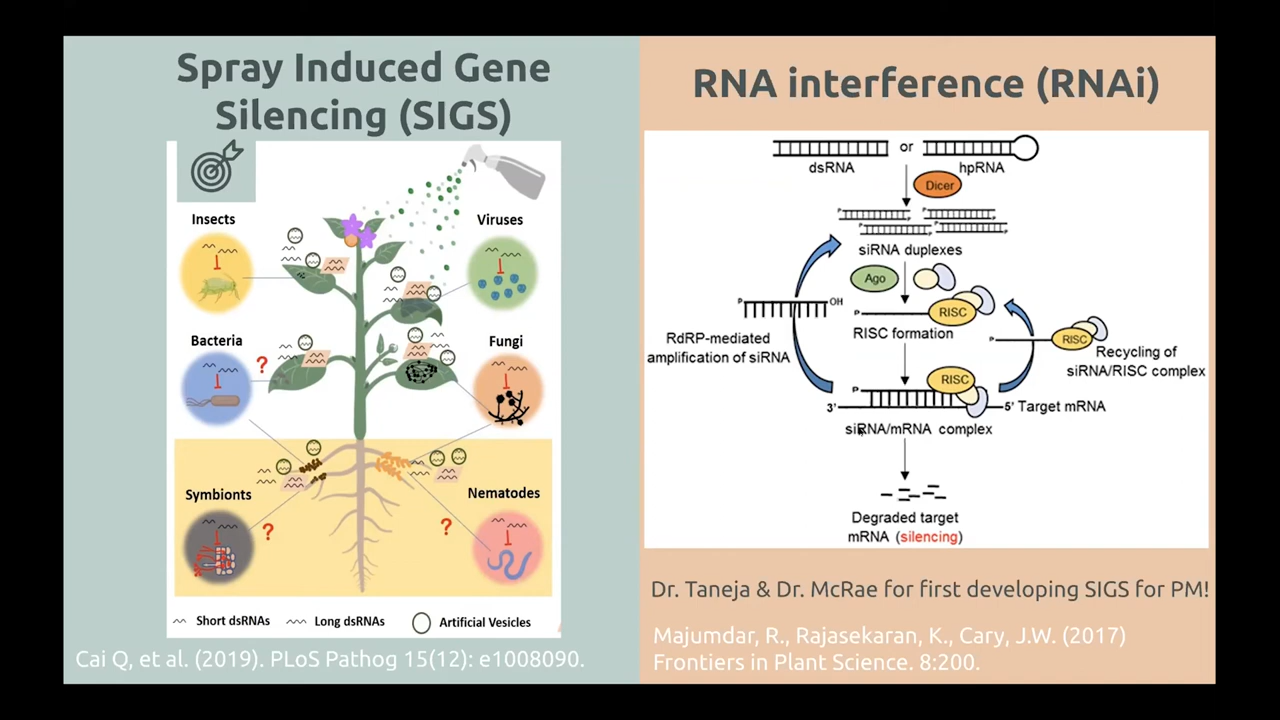 Spray Induced Gene
Silencing (SIGS)
Insects
Viruses
Bacteria
?
Fungi
Symbionts
?
?
Nematodes
Short dsRNAs
Long dsRNAs
Artificial Vesicles
Cai Q, et al. (2019). PLoS Pathog 15(12): e1008090.
RNA interference (RNAi)
dsRNA
or
hpRNA
Dicer
P
P
P
P
P
P
siRNA duplexes
Ago
P
OH
RdRP-mediated
amplification of siRNA
P
RISC
RISC formation
P
RISC
Recycling of
siRNA/RISC complex
P
RISC
3'
5' Target mRNA
siRNA/mRNA complex
Degraded target
mRNA (silencing)
Dr. Taneja & Dr. McRae for first developing SIGS for PM!
Majumdar, R., Rajasekaran, K., Cary, J.W. (2017)
Frontiers in Plant Science. 8:200.